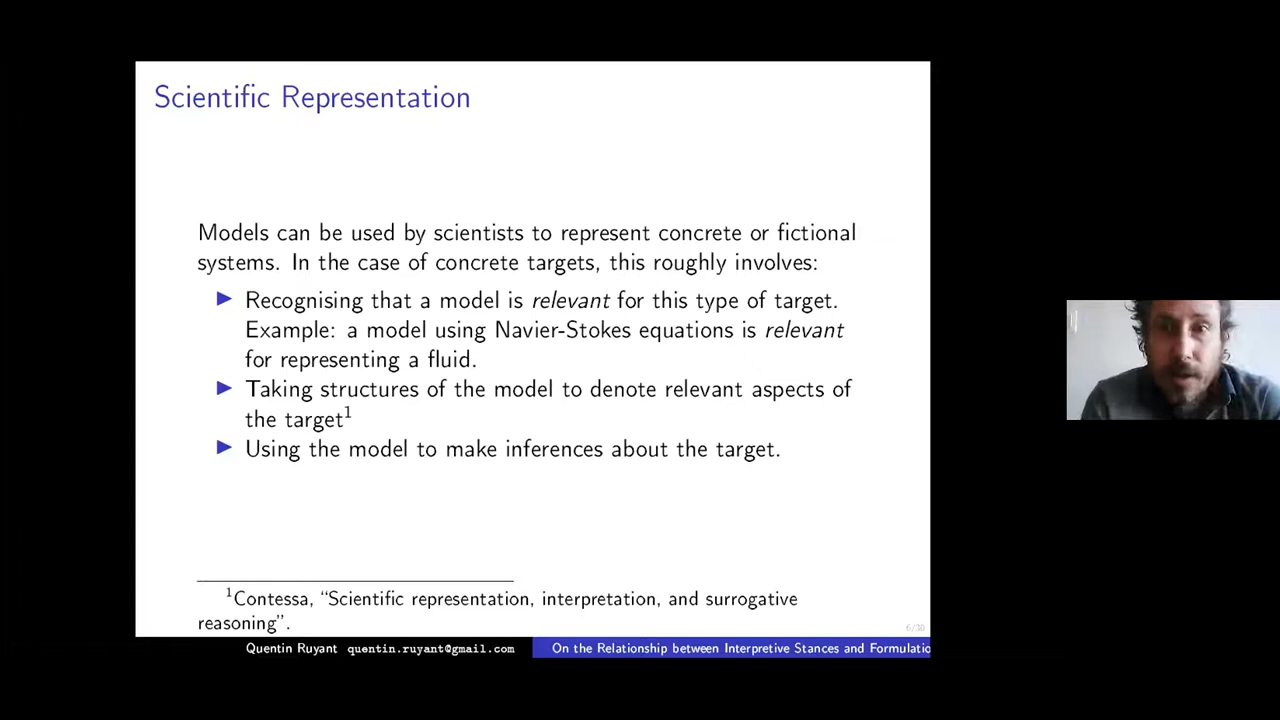 Scientific Representation
Models can be used by scientists to represent concrete or fictional
systems. In the case of concrete targets, this roughly involves:
▶ Recognising that a model is relevant for this type of target.
Example: a model using Navier-Stokes equations is relevant
for representing a fluid.
▶ Taking structures of the model to denote relevant aspects of
the target¹
▶ Using the model to make inferences about the target.
¹Contessa, “Scientific representation, interpretation, and surrogative
reasoning”.
6/30
Quentin Ruyant quentin.ruyant@gmail.com
On the Relationship between Interpretive Stances and Formulatio